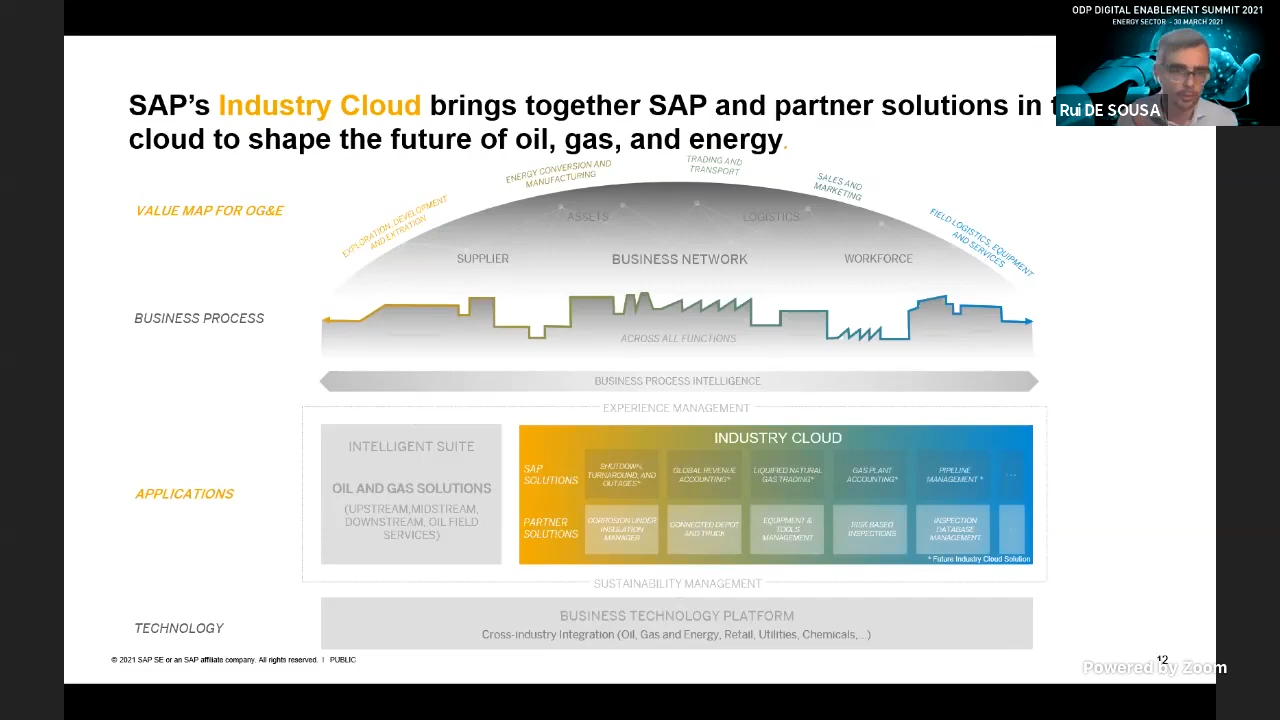 ODP DIGITAL ENABLEMENT SUMMIT 2021
ENERGY SECTOR - 30 MARCH 2021
Rui DE SOUSA
SAP's Industry Cloud brings together SAP and partner solutions in
cloud to shape the future of oil, gas, and energy.
VALUE MAP FOR OG&E
EXPLORATION, DEVELOPMENT
AND EXTRATION
ENERGY CONVERSION AND
MANUFACTURING
TRADING AND
TRANSPORT
SALES AND
MARKETING
FIELD LOGISTICS, EQUIPMENT
AND SERVICES
ASSETS
LOGISTICS
SUPPLIER
BUSINESS NETWORK
WORKFORCE
BUSINESS PROCESS
ACROSS ALL FUNCTIONS
BUSINESS PROCESS INTELLIGENCE
EXPERIENCE MANAGEMENT
APPLICATIONS
INTELLIGENT SUITE
OIL AND GAS SOLUTIONS
(UPSTREAM,MIDSTREAM,
DOWNSTREAM, OIL FIELD
SERVICES)
INDUSTRY CLOUD
SAP
SOLUTIONS
SHUTDOWN,
TURNAROUND, AND
OUTAGES*
GLOBAL REVENUE
ACCOUNTING*
LIQUIFIED NATURAL
GAS TRADING*
GAS PLANT
ACCOUNTING*
PIPELINE
MANAGEMENT *
...
PARTNER
SOLUTIONS
CORROSION UNDER
INSULATION
MANAGER
CONNECTED DEPOT
AND TRUCK
EQUIPMENT &
TOOLS
MANAGEMENT
RISK BASED
INSPECTIONS
INSPECTION
DATABASE
MANAGEMENT
* Future Industry Cloud Solution
SUSTAINABILITY MANAGEMENT
TECHNOLOGY
BUSINESS TECHNOLOGY PLATFORM
Cross-industry Integration (Oil, Gas and Energy, Retail, Utilities, Chemicals,...)
© 2021 SAP SE or an SAP affiliate company. All rights reserved. I PUBLIC
12
Powered by Zoom